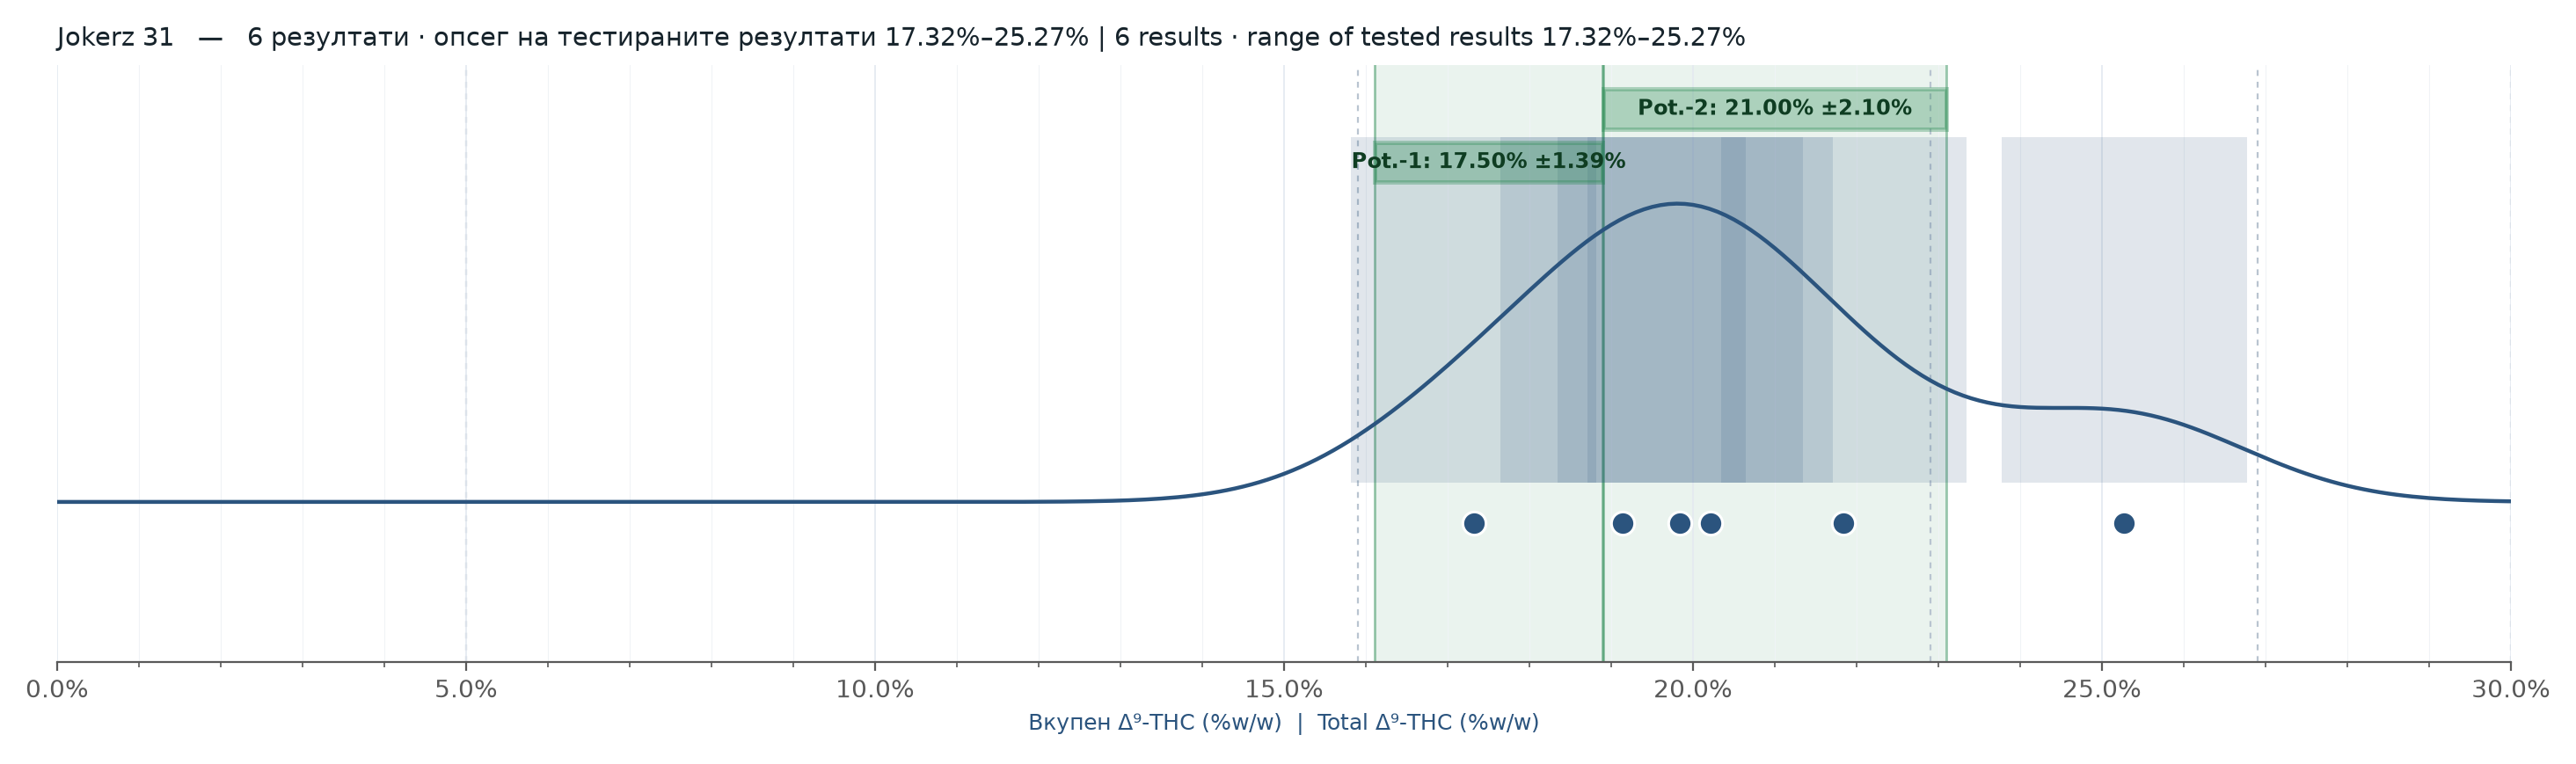 Jokerz 31 — 6 резултати · опсег на тестираните резултати 17.32%–25.27% | 6 results · range of tested results 17.32%–25.27%
Pot.-2: 21.00% ±2.10%
Pot.-1: 17.50% ±1.39%
0.0% 5.0% 10.0% 15.0% 20.0% 25.0% 30.0%
Вкупен Δ⁹-THC (%w/w) | Total Δ⁹-THC (%w/w)